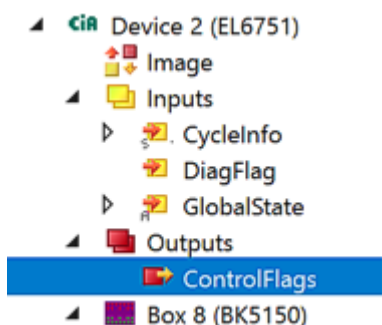 CiA Device 2 (EL6751)
Image
Inputs
S. CycleInfo
DiagFlag
A GlobalState
Outputs
ControlFlags
Box 8 (BK5150)